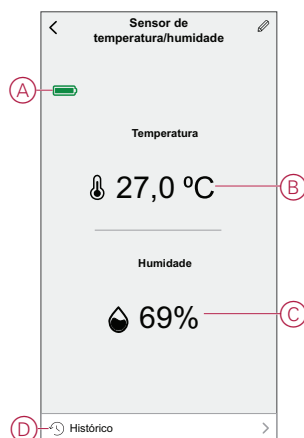 Sensor de
temperatura/humidade
A
Temperatura
27,0 ºC
B
Humidade
69%
C
D
Histórico